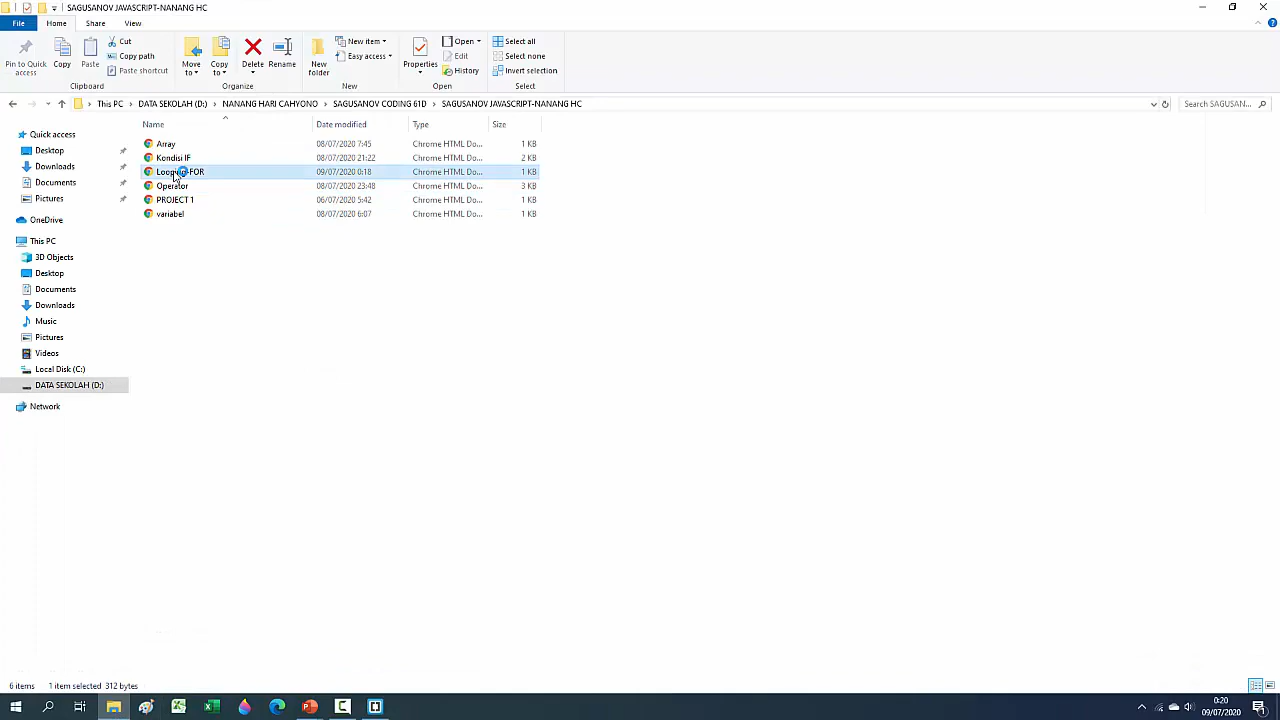 SAGUSANOV JAVASCRIPT-NANANG HC
File Home Share View
Pin to Quick access
Copy
Paste
Cut
Copy path
Paste shortcut
Clipboard
Move to
Copy to
Delete
Rename
Organize
New folder
New item
Easy access
New
Properties
Open
Edit
History
Open
Select all
Select none
Invert selection
Select
This PC DATA SEKOLAH (D:) NANANG HARI CAHYONO SAGUSANOV CODING 61D SAGUSANOV JAVASCRIPT-NANANG HC
Search SAGUSAN...
Name Date modified Type Size
Array 08/07/2020 7:45 Chrome HTML Do... 1 KB
Kondisi IF 08/07/2020 21:22 Chrome HTML Do... 2 KB
FOR 09/07/2020 0:18 Chrome HTML Do... 1 KB
Operator 08/07/2020 23:48 Chrome HTML Do... 3 KB
PROJECT 1 06/07/2020 5:42 Chrome HTML Do... 1 KB
variabel 08/07/2020 6:07 Chrome HTML Do... 1 KB
Quick access
Desktop
Downloads
Documents
Pictures
OneDrive
This PC
3D Objects
Desktop
Documents
Downloads
Music
Pictures
Videos
Local Disk (C:)
DATA SEKOLAH (D:)
Network
6 items 1 item selected 312 bytes
0:20
09/07/2020